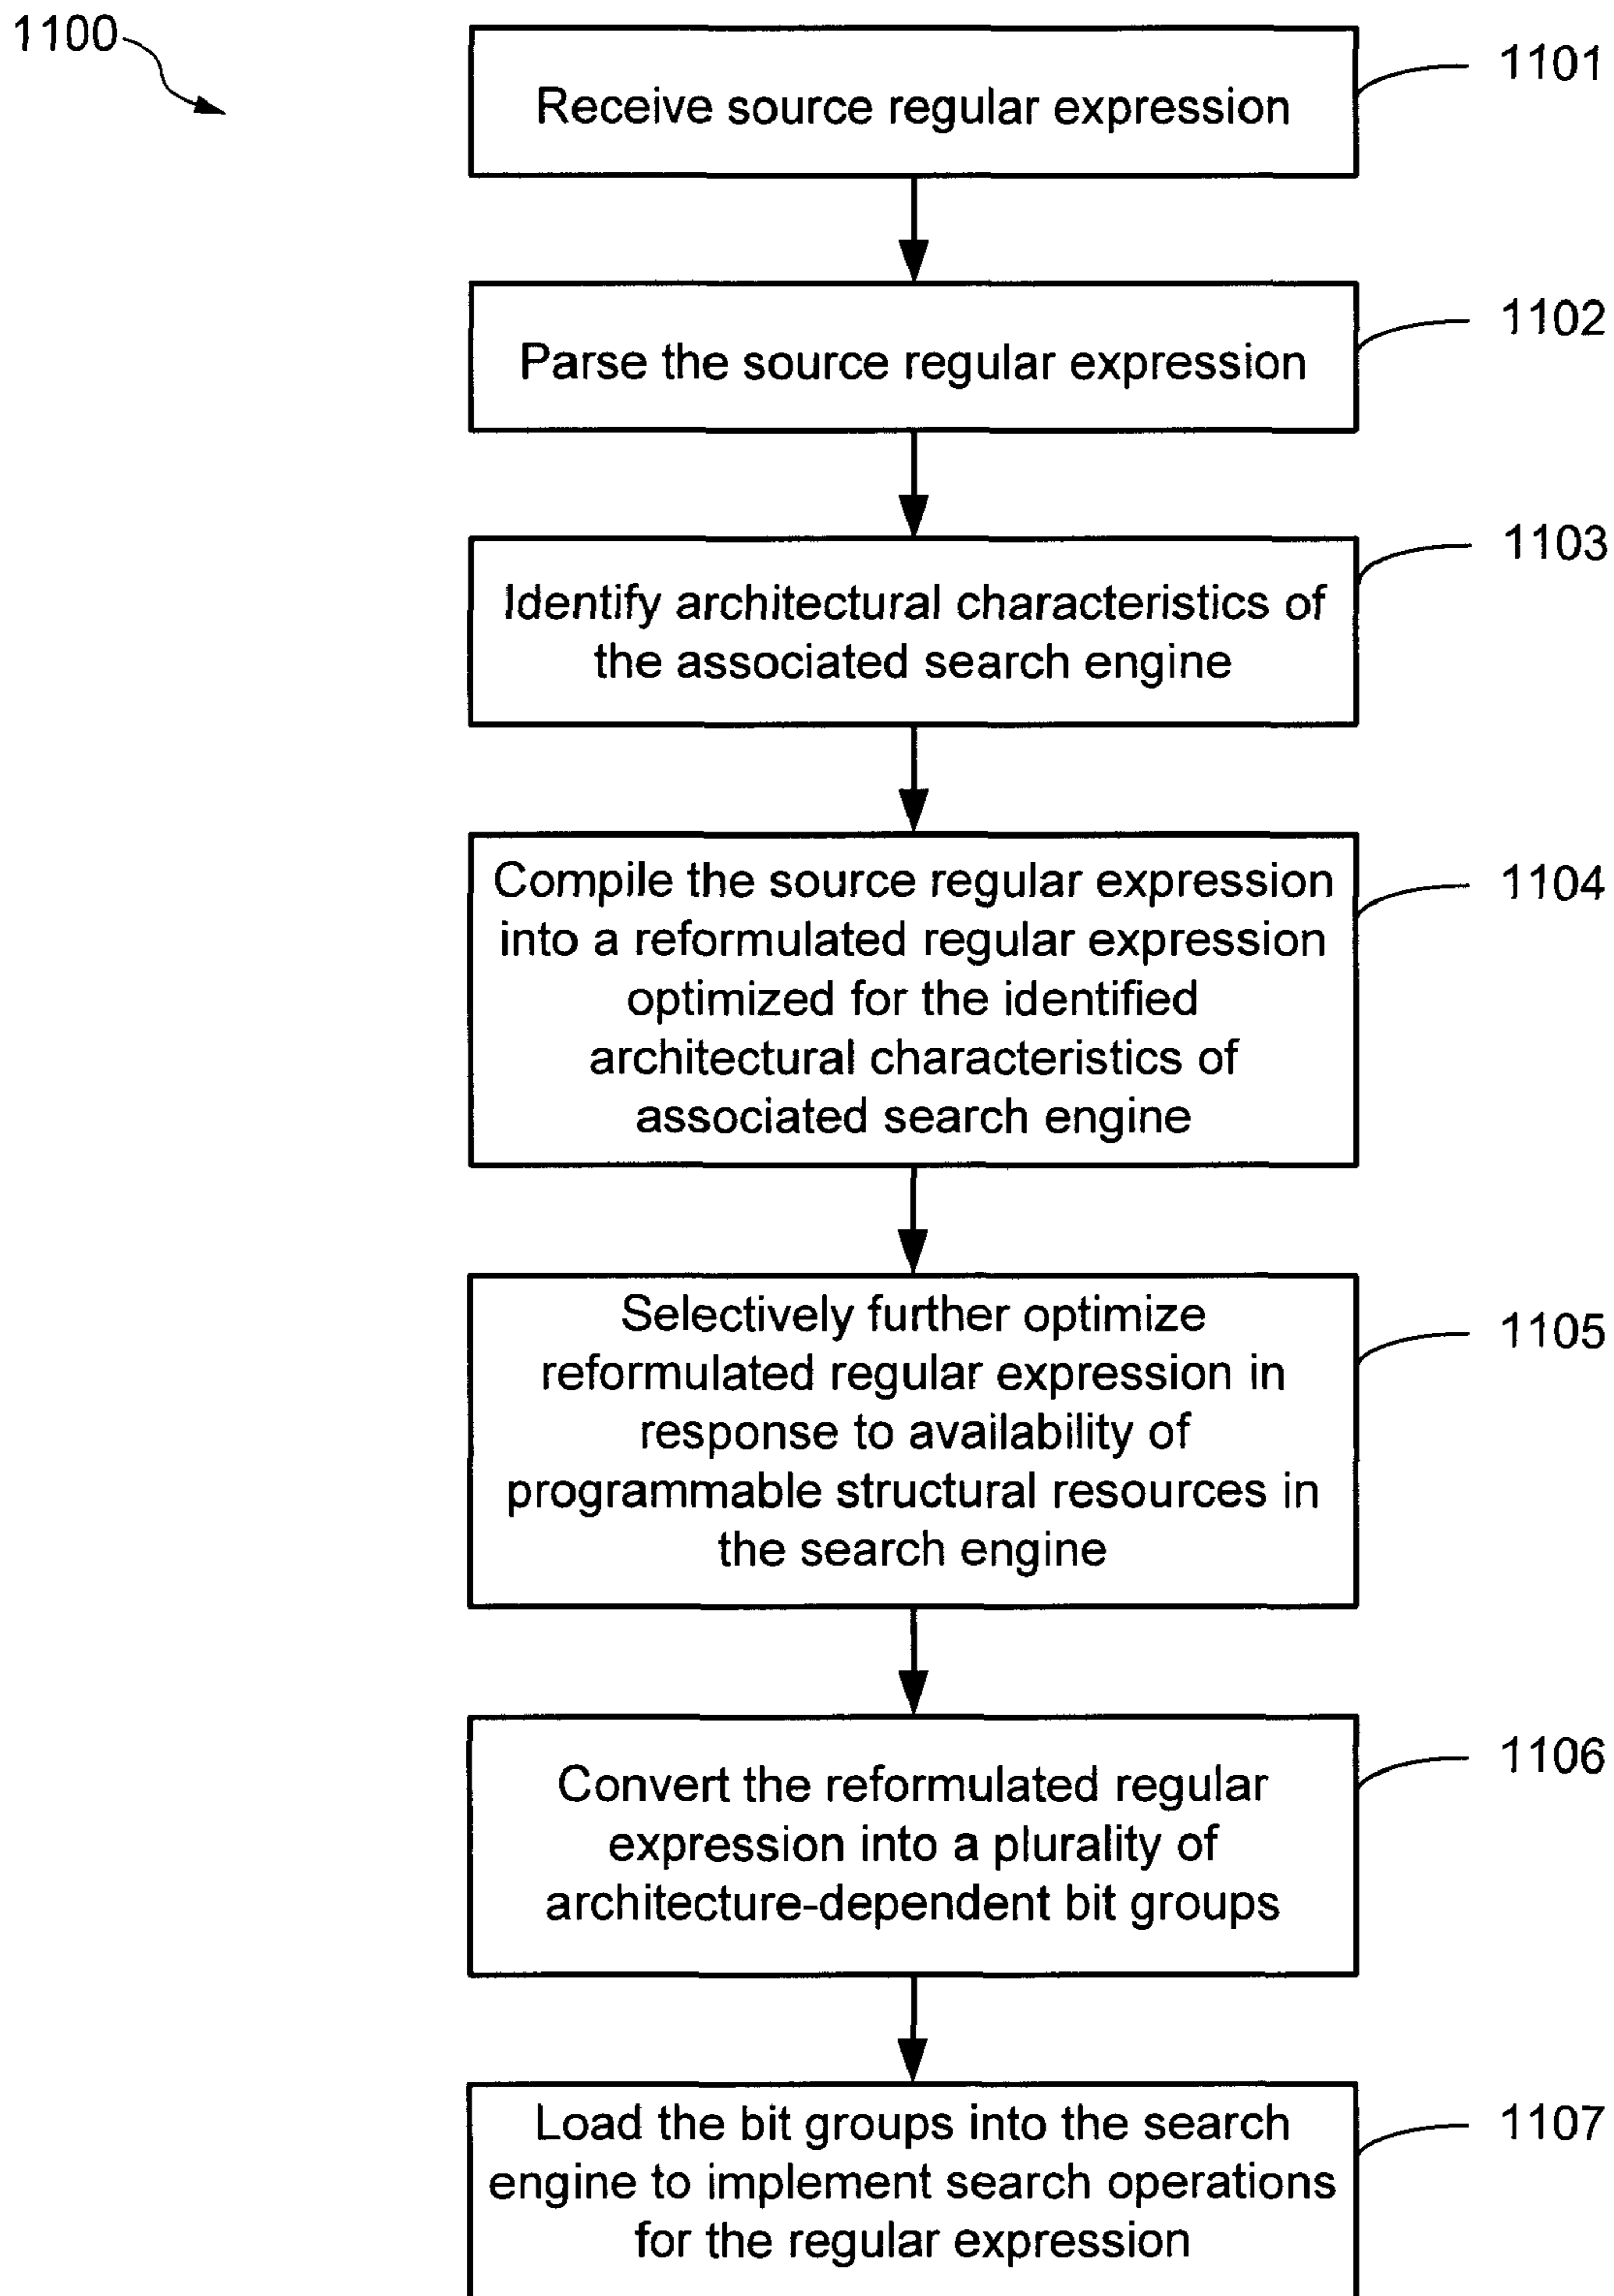 1100
Receive source regular expression
1101
Parse the source regular expression
1102
Identify architectural characteristics of
the associated search engine
1103
Compile the source regular expression
into a reformulated regular expression
optimized for the identified
architectural characteristics of
associated search engine
1104
Selectively further optimize
reformulated regular expression in
response to availability of
programmable structural resources in
the search engine
1105
Convert the reformulated regular
expression into a plurality of
architecture-dependent bit groups
1106
Load the bit groups into the search
engine to implement search operations
for the regular expression
1107